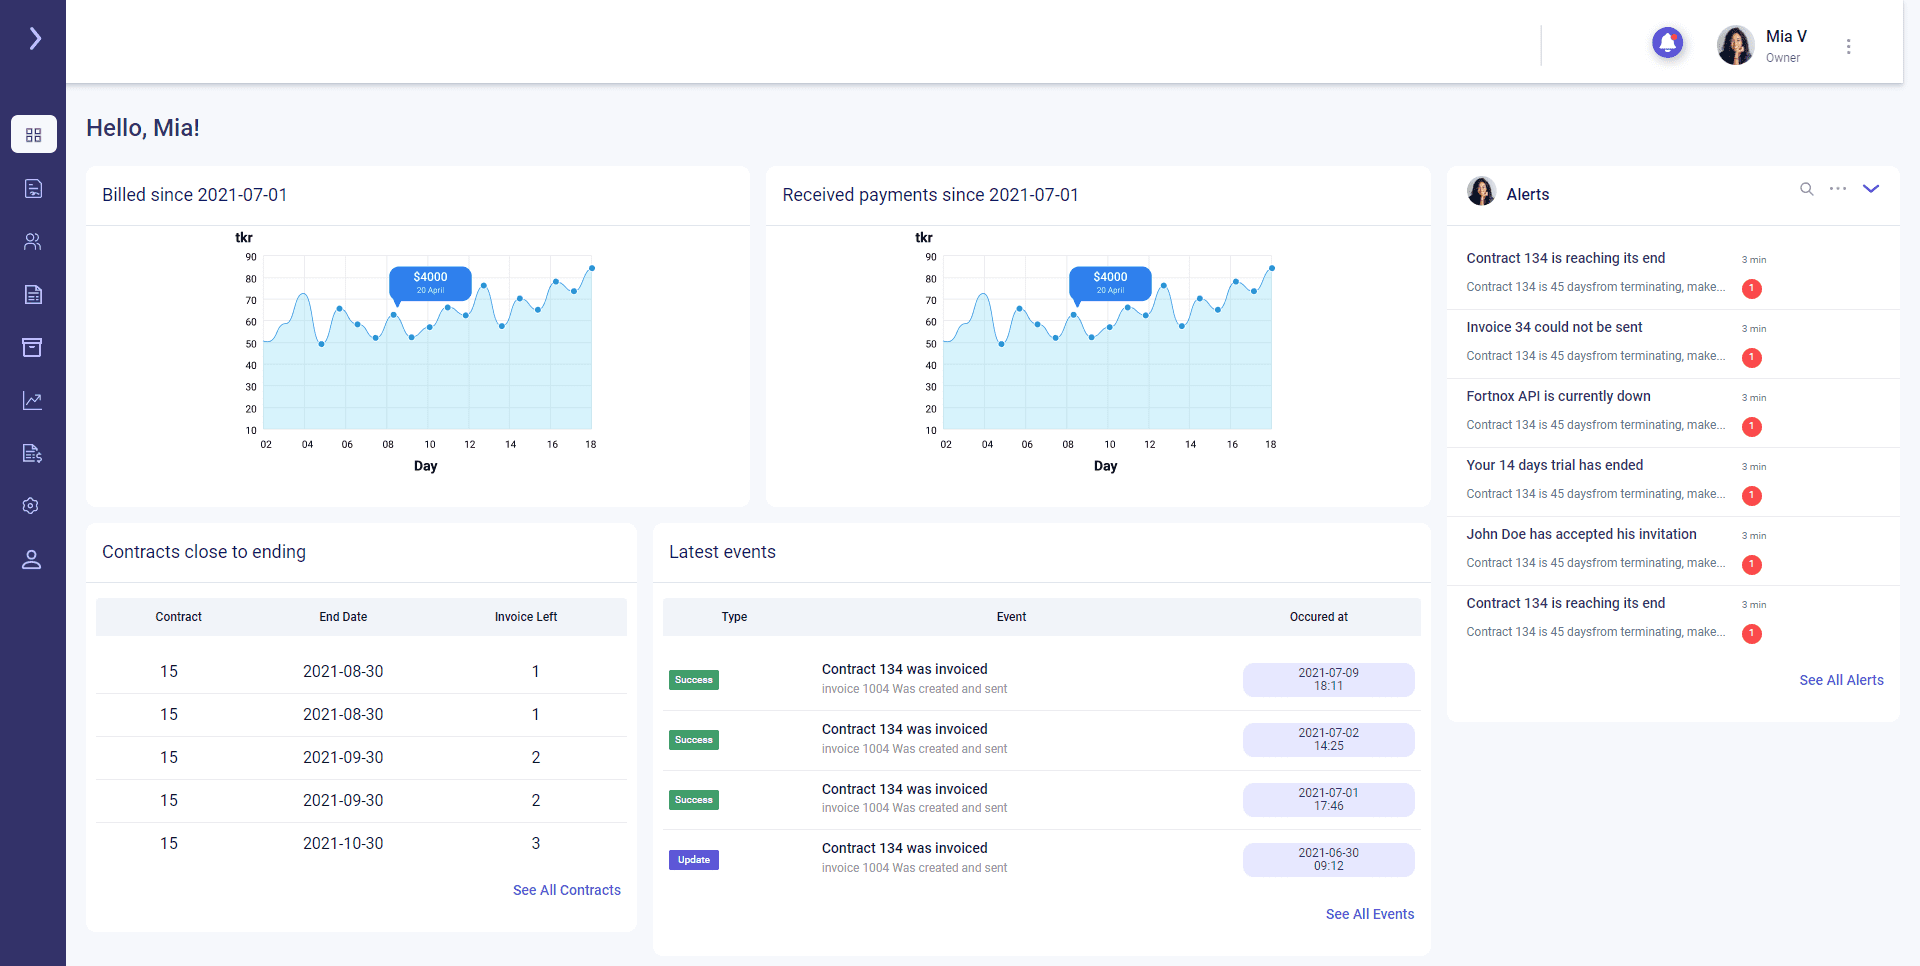 Mia V
Owner
Hello, Mia!
Billed since 2021-07-01
tkr
90
80
70
60
50
40
30
20
10
$4000
20 April
02 04 06 08 10 12 14 16 18
Day
Received payments since 2021-07-01
tkr
90
80
70
60
50
40
30
20
10
$4000
20 April
02 04 06 08 10 12 14 16 18
Day
Alerts
Contract 134 is reaching its end 3 min
Contract 134 is 45 daysfrom terminating, make... 1
Invoice 34 could not be sent 3 min
Contract 134 is 45 daysfrom terminating, make... 1
Fortnox API is currently down 3 min
Contract 134 is 45 daysfrom terminating, make... 1
Your 14 days trial has ended 3 min
Contract 134 is 45 daysfrom terminating, make... 1
John Doe has accepted his invitation 3 min
Contract 134 is 45 daysfrom terminating, make... 1
Contract 134 is reaching its end 3 min
Contract 134 is 45 daysfrom terminating, make... 1
See All Alerts
Contracts close to ending
Contract End Date Invoice Left
15 2021-08-30 1
15 2021-08-30 1
15 2021-09-30 2
15 2021-09-30 2
15 2021-10-30 3
See All Contracts
Latest events
Type Event Occured at
Success
Contract 134 was invoiced
invoice 1004 Was created and sent
2021-07-09
18:11
Success
Contract 134 was invoiced
invoice 1004 Was created and sent
2021-07-02
14:25
Success
Contract 134 was invoiced
invoice 1004 Was created and sent
2021-07-01
17:46
Update
Contract 134 was invoiced
invoice 1004 Was created and sent
2021-06-30
09:12
See All Events